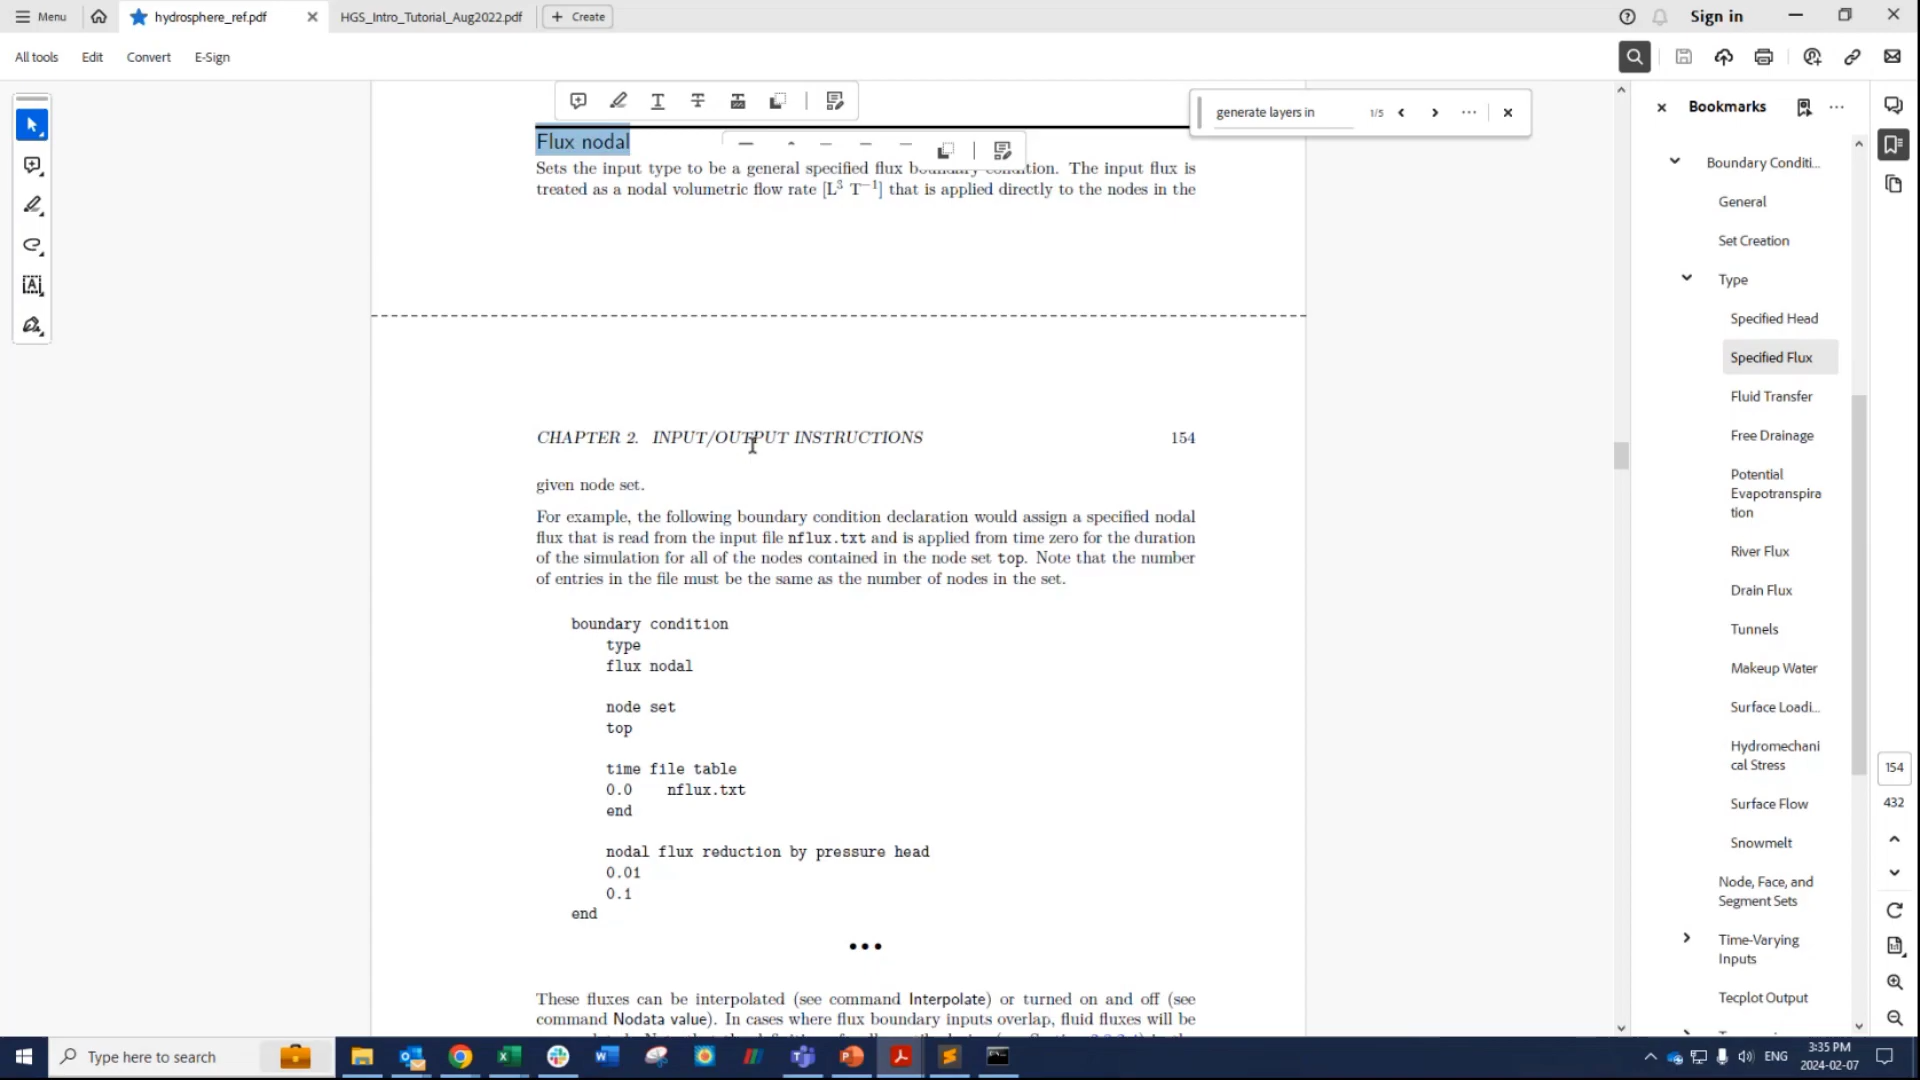 Menu
hydrosphere_ref.pdf
HGS_Intro_Tutorial_Aug2022.pdf
Create
Sign in
All tools
Edit
Convert
E-Sign
generate layers in
1/5
Flux nodal
Sets the input type to be a general specified flux boundary condition. The input flux is
treated as a nodal volumetric flow rate [L³ T⁻¹] that is applied directly to the nodes in the
CHAPTER 2. INPUT/OUTPUT INSTRUCTIONS 154
given node set.
For example, the following boundary condition declaration would assign a specified nodal
flux that is read from the input file nflux.txt and is applied from time zero for the duration
of the simulation for all of the nodes contained in the node set top. Note that the number
of entries in the file must be the same as the number of nodes in the set.
boundary condition
type
flux nodal
node set
top
time file table
0.0 nflux.txt
end
nodal flux reduction by pressure head
0.01
0.1
end
These fluxes can be interpolated (see command Interpolate) or turned on and off (see
command Nodata value). In cases where flux boundary inputs overlap, fluid fluxes will be
Bookmarks
Boundary Conditi...
General
Set Creation
Type
Specified Head
Specified Flux
Fluid Transfer
Free Drainage
Potential
Evapotranspira
tion
River Flux
Drain Flux
Tunnels
Makeup Water
Surface Loadi...
Hydromechani
cal Stress
Surface Flow
Snowmelt
Node, Face, and
Segment Sets
Time-Varying
Inputs
Tecplot Output
154
432
Type here to search
ENG
3:35 PM
2024-02-07